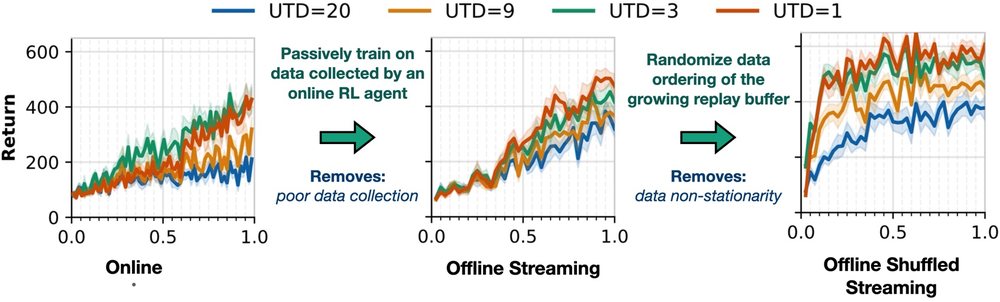 UTD=20 UTD=9 UTD=3 UTD=1
Return
600
400
200
0
0.0 0.5 1.0
Online
Passively train on
data collected by an
online RL agent
Removes:
poor data collection
0.0 0.5 1.0
Offline Streaming
Randomize data
ordering of the
growing replay buffer
Removes:
data non-stationarity
0.0 0.5 1.0
Offline Shuffled
Streaming